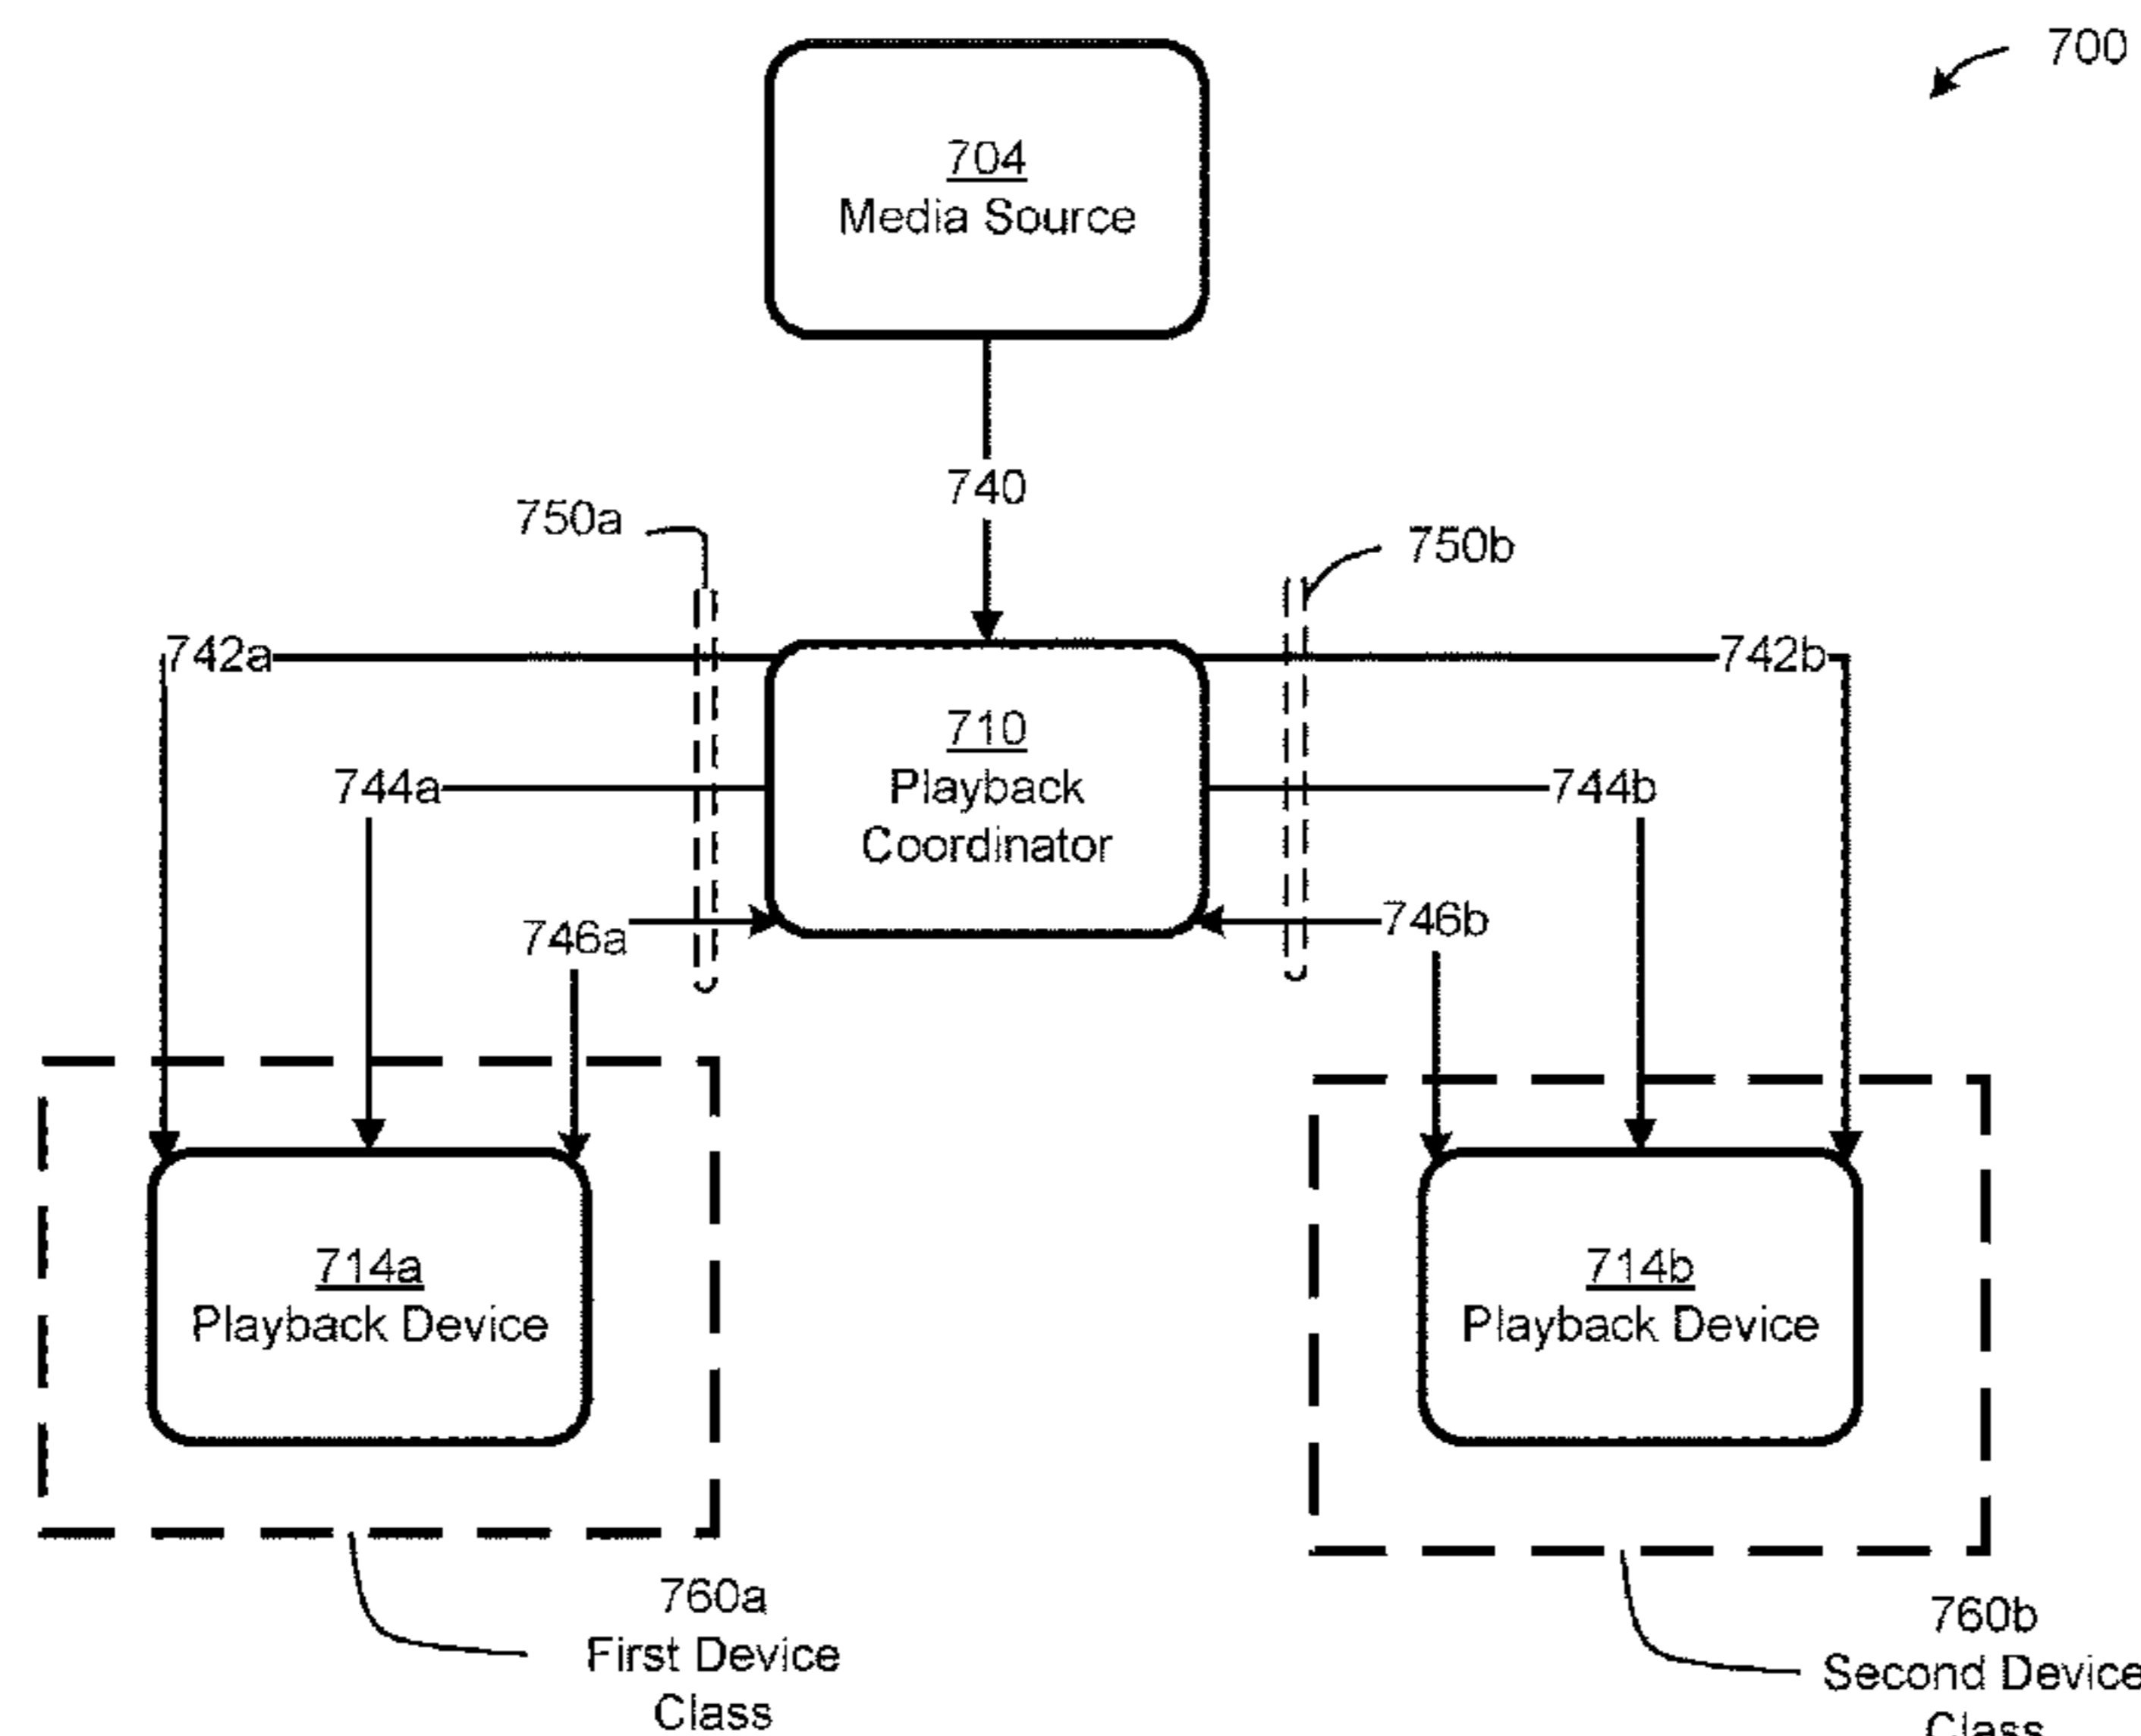 700
704
Media Source
740
750a
750b
742a
742b
710
Playback
Coordinator
744a
744b
746a
746b
714a
Playback Device
714b
Playback Device
760a
First Device
Class
760b
Second Device
Class